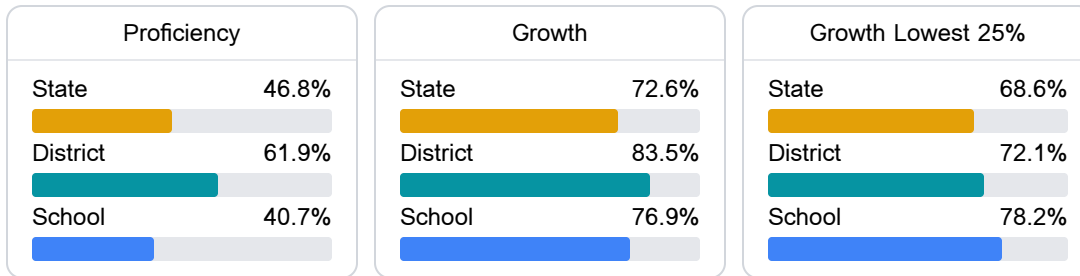 Proficiency
State 46.8%
District 61.9%
School 40.7%
Growth
State 72.6%
District 83.5%
School 76.9%
Growth Lowest 25%
State 68.6%
District 72.1%
School 78.2%